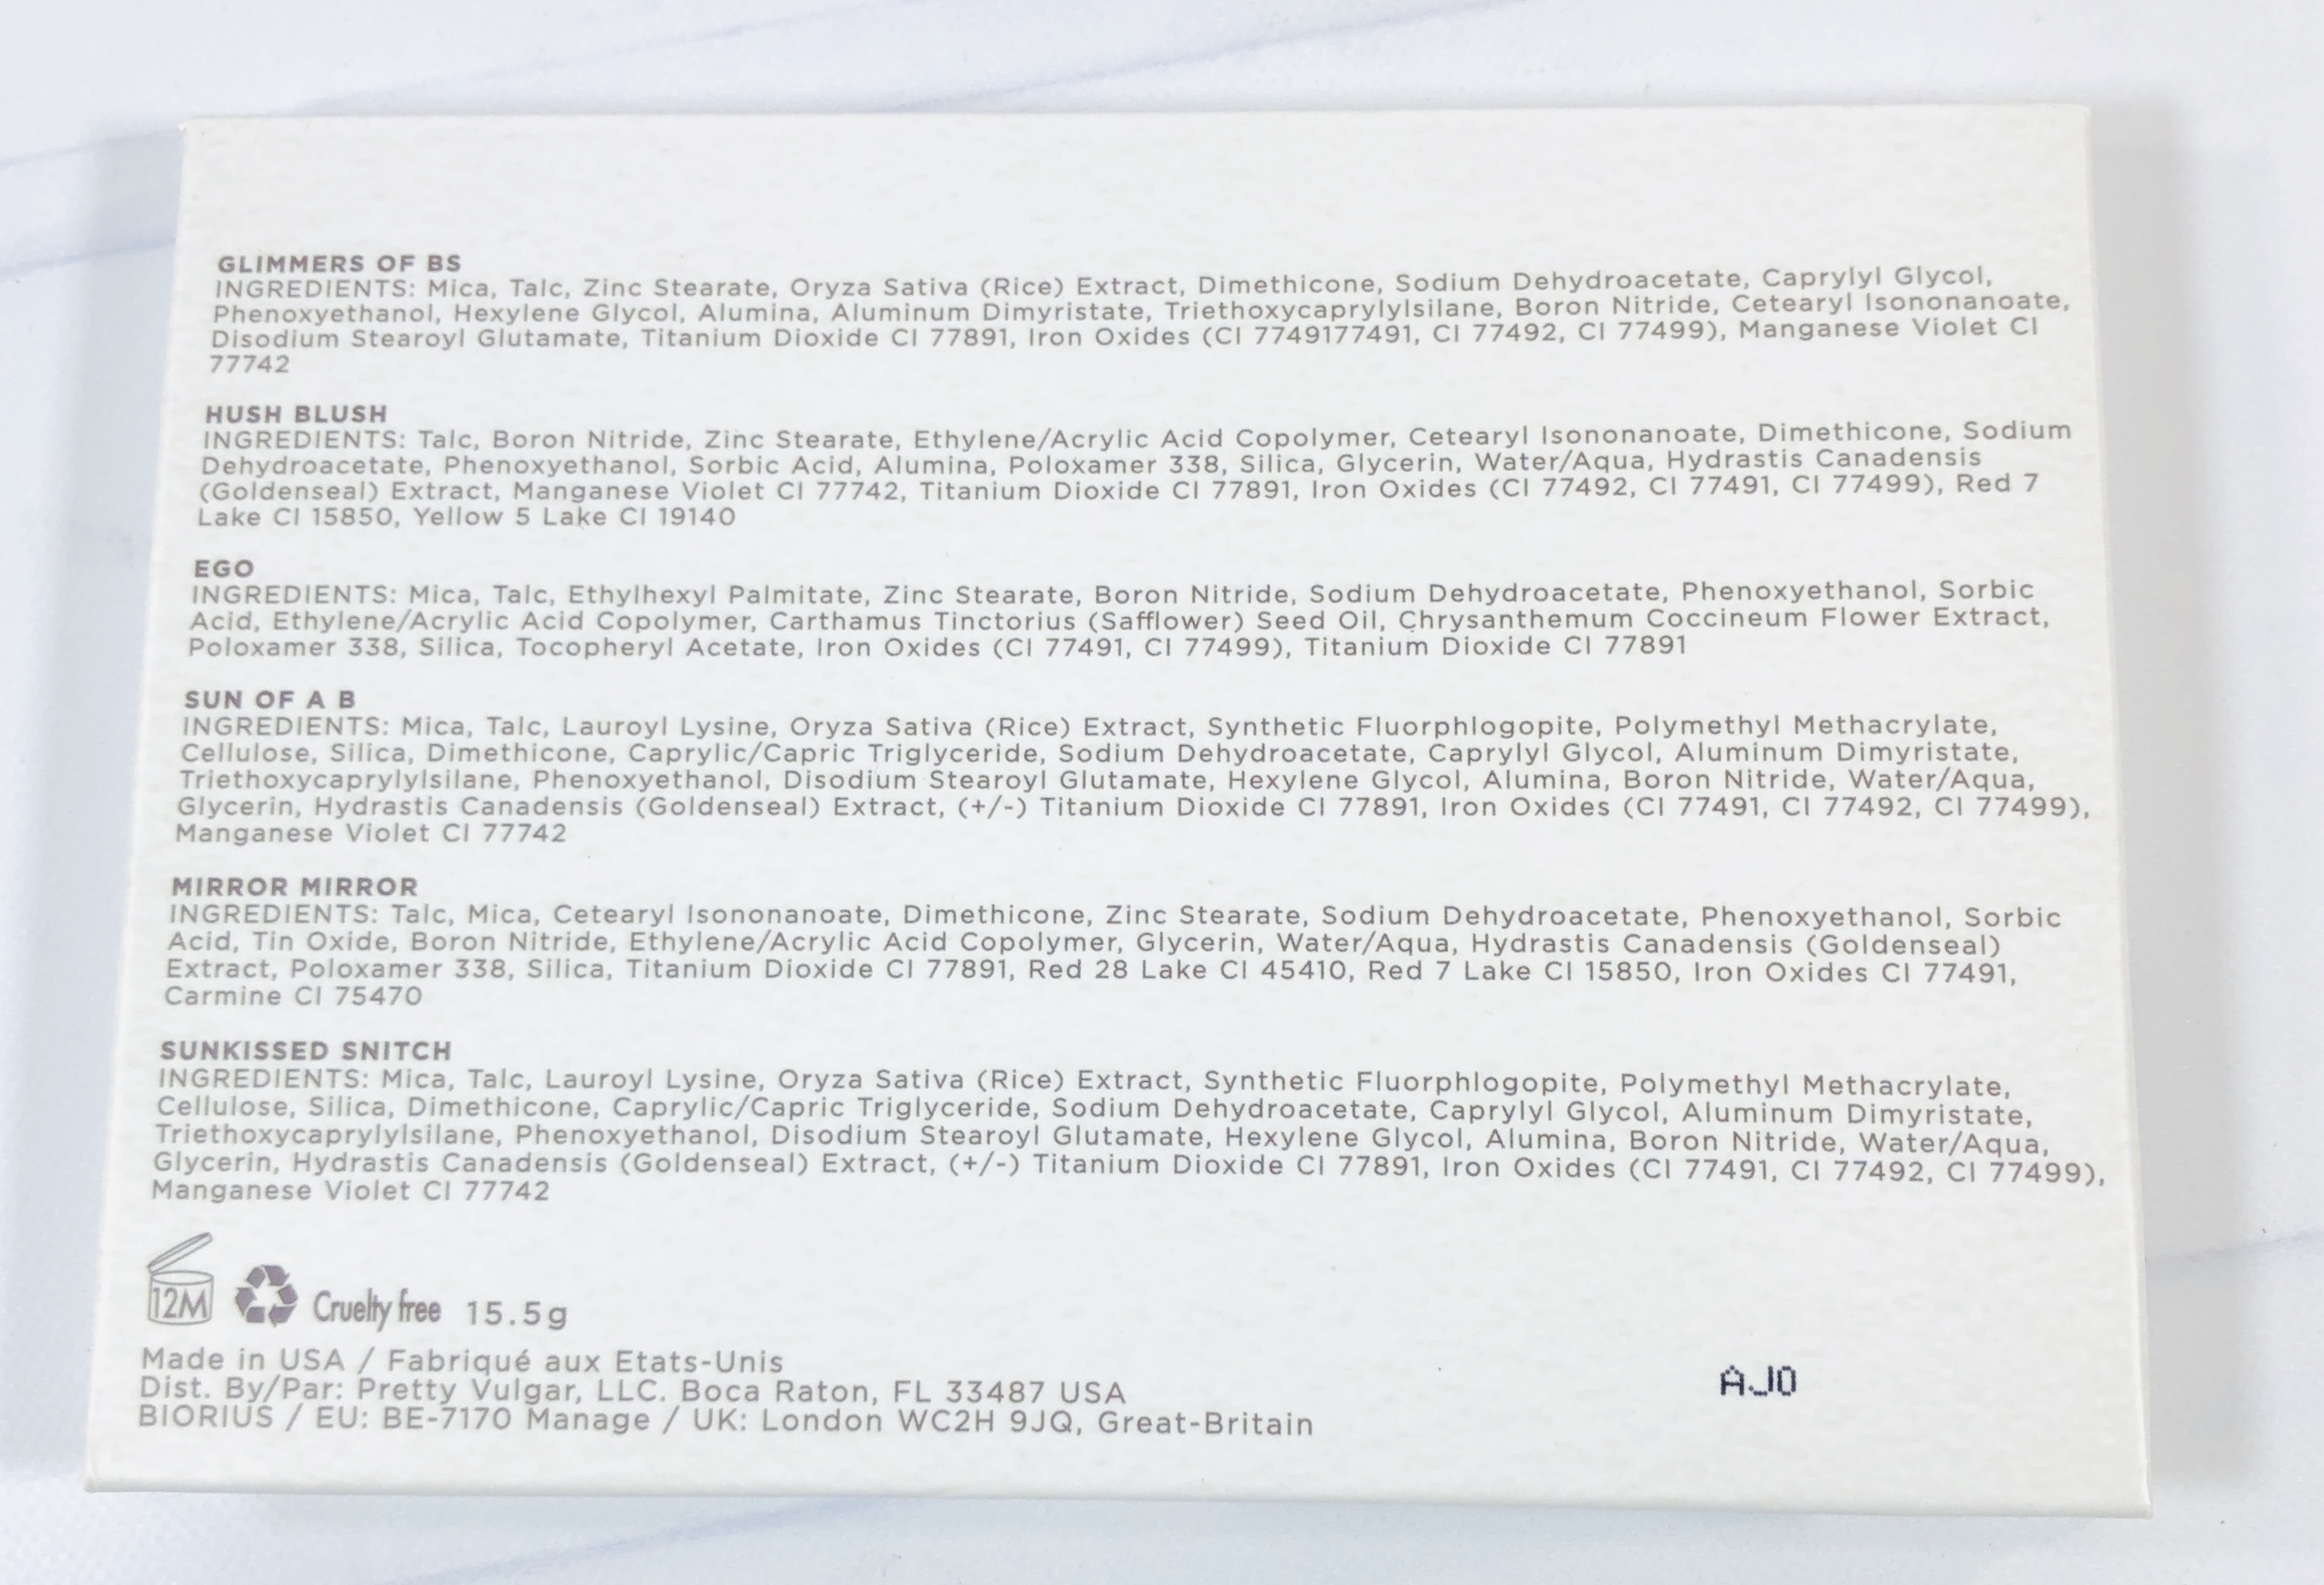 GLIMMERS OF BS
INGREDIENTS: Mica, Talc, Zinc Stearate, Oryza Sativa (Rice) Extract, Dimethicone, Sodium Dehydroacetate, Caprylyl Glycol,
Phenoxyethanol, Hexylene Glycol, Alumina, Aluminum Dimyristate, Triethoxycaprylylsilane, Boron Nitride, Cetearyl Isononanoate,
Disodium Stearoyl Glutamate, Titanium Dioxide CI 77891, Iron Oxides (CI 7749177491, CI 77492, CI 77499), Manganese Violet CI
77742
HUSH BLUSH
INGREDIENTS: Talc, Boron Nitride, Zinc Stearate, Ethylene/Acrylic Acid Copolymer, Cetearyl Isononanoate, Dimethicone, Sodium
Dehydroacetate, Phenoxyethanol, Sorbic Acid, Alumina, Poloxamer 338, Silica, Glycerin, Water/Aqua, Hydrastis Canadensis
(Goldenseal) Extract, Manganese Violet CI 77742, Titanium Dioxide CI 77891, Iron Oxides (CI 77492, CI 77491, CI 77499), Red 7
Lake CI 15850, Yellow 5 Lake CI 19140
EGO
INGREDIENTS: Mica, Talc, Ethylhexyl Palmitate, Zinc Stearate, Boron Nitride, Sodium Dehydroacetate, Phenoxyethanol, Sorbic
Acid, Ethylene/Acrylic Acid Copolymer, Carthamus Tinctorius (Safflower) Seed Oil, Chrysanthemum Coccineum Flower Extract,
Poloxamer 338, Silica, Tocopheryl Acetate, Iron Oxides (CI 77491, CI 77499), Titanium Dioxide CI 77891
SUN OF A B
INGREDIENTS: Mica, Talc, Lauroyl Lysine, Oryza Sativa (Rice) Extract, Synthetic Fluorphlogopite, Polymethyl Methacrylate,
Cellulose, Silica, Dimethicone, Caprylic/Capric Triglyceride, Sodium Dehydroacetate, Caprylyl Glycol, Aluminum Dimyristate,
Triethoxycaprylylsilane, Phenoxyethanol, Disodium Stearoyl Glutamate, Hexylene Glycol, Alumina, Boron Nitride, Water/Aqua,
Glycerin, Hydrastis Canadensis (Goldenseal) Extract, (+/-) Titanium Dioxide CI 77891, Iron Oxides (CI 77491, CI 77492, CI 77499),
Manganese Violet CI 77742
MIRROR MIRROR
INGREDIENTS: Talc, Mica, Cetearyl Isononanoate, Dimethicone, Zinc Stearate, Sodium Dehydroacetate, Phenoxyethanol, Sorbic
Acid, Tin Oxide, Boron Nitride, Ethylene/Acrylic Acid Copolymer, Glycerin, Water/Aqua, Hydrastis Canadensis (Goldenseal)
Extract, Poloxamer 338, Silica, Titanium Dioxide CI 77891, Red 28 Lake CI 45410, Red 7 Lake CI 15850, Iron Oxides CI 77491,
Carmine CI 75470
SUNKISSED SNITCH
INGREDIENTS: Mica, Talc, Lauroyl Lysine, Oryza Sativa (Rice) Extract, Synthetic Fluorphlogopite, Polymethyl Methacrylate,
Cellulose, Silica, Dimethicone, Caprylic/Capric Triglyceride, Sodium Dehydroacetate, Caprylyl Glycol, Aluminum Dimyristate,
Triethoxycaprylylsilane, Phenoxyethanol, Disodium Stearoyl Glutamate, Hexylene Glycol, Alumina, Boron Nitride, Water/Aqua,
Glycerin, Hydrastis Canadensis (Goldenseal) Extract, (+/-) Titanium Dioxide CI 77891, Iron Oxides (CI 77491, CI 77492, CI 77499),
Manganese Violet CI 77742
12M Cruelty free 15.5g
Made in USA / Fabriqué aux Etats-Unis
Dist. By/Par: Pretty Vulgar, LLC. Boca Raton, FL 33487 USA
BIORIUS / EU: BE-7170 Manage / UK: London WC2H 9JQ, Great-Britain
AJ0